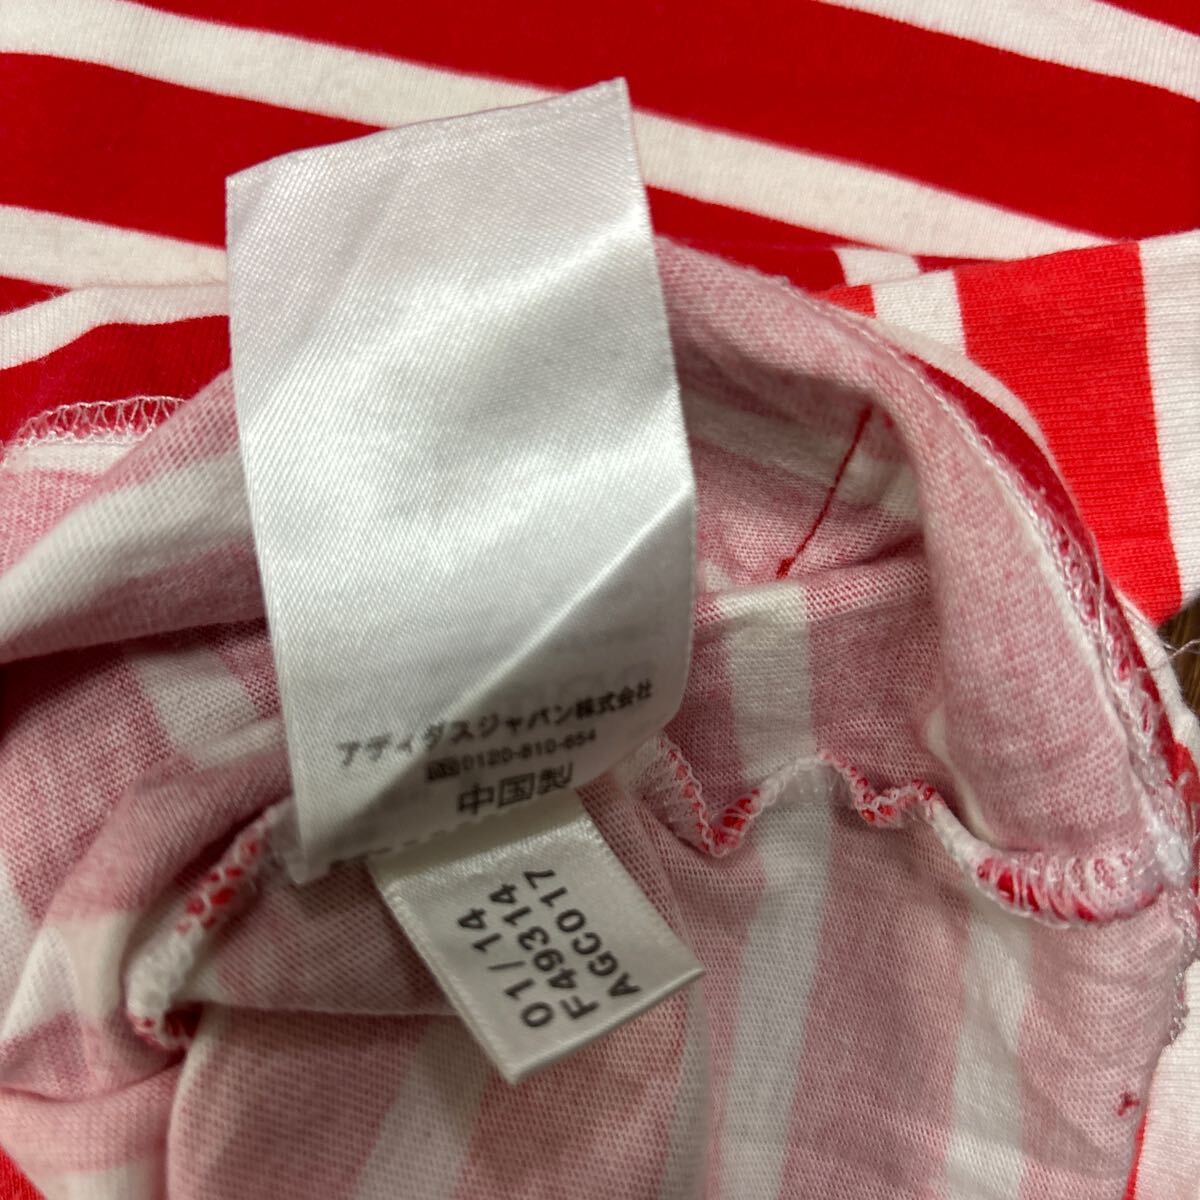 アディダスジャパン株式会社
0120-810-654
中国製
01/14
F49314
AGC017